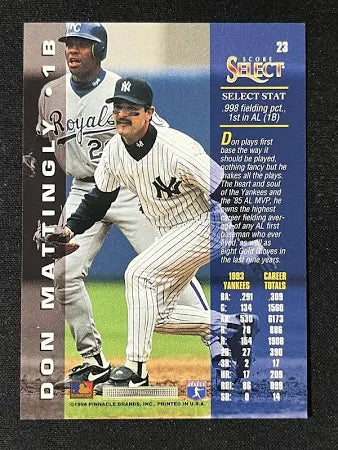 23
SCORE
SELECT
SELECT STAT
.998 fielding pct.,
1st in AL (1B)
Don plays first
base the way it
should be played,
nothing fancy but he
makes all the plays.
The heart and soul
of the Yankees and
the '85 AL MVP, he
owns the highest
career fielding aver-
age of any AL first
baseman who ever
lived, as well as
eight Gold Gloves in
the last nine years.
1993 CAREER
YANKEES TOTALS
BA: .291 .309
G: 134 1560
AB: 530 6173
R: 78 886
H: 154 1908
2B: 27 390
3B: 2 17
HR: 17 209
RBI: 86 999
SB: 0 14
DON MATTINGLY • 1B
Royals
©1994 PINNACLE BRANDS, INC., PRINTED IN U.S.A.